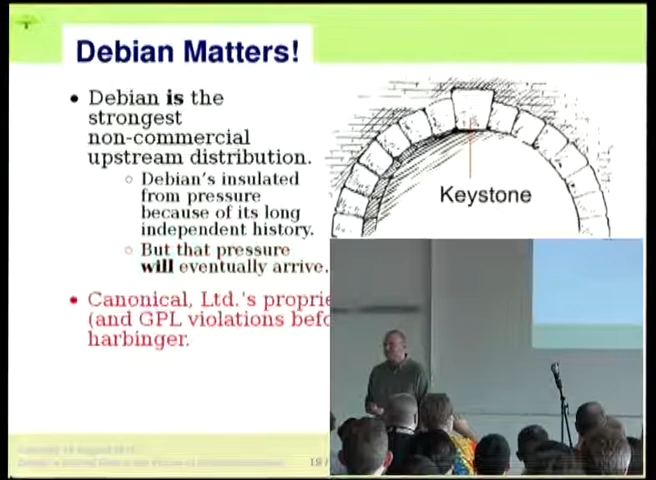 Debian Matters!
• Debian is the
strongest
non-commercial
upstream distribution.
◦ Debian's insulated
from pressure
because of its long
independent history.
◦ But that pressure
will eventually arrive.
• Canonical, Ltd.'s proprie
(and GPL violations befo
harbinger.
Keystone